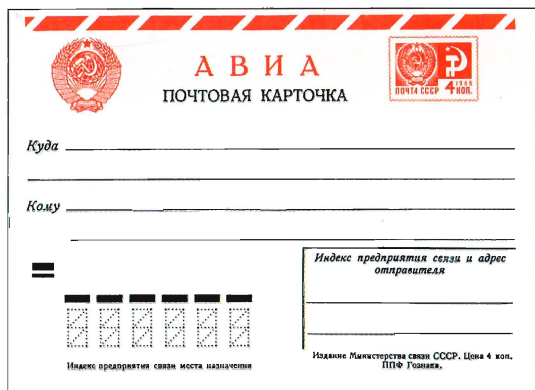 АВИА
ПОЧТОВАЯ КАРТОЧКА
1966
ПОЧТА СССР 4 КОП.
Куда
Кому
Индекс предприятия связи и адрес
отправителя
Индекс предприятия связи места назначения
Издание Министерства связи СССР. Цена 4 коп.
ППФ Гознака.